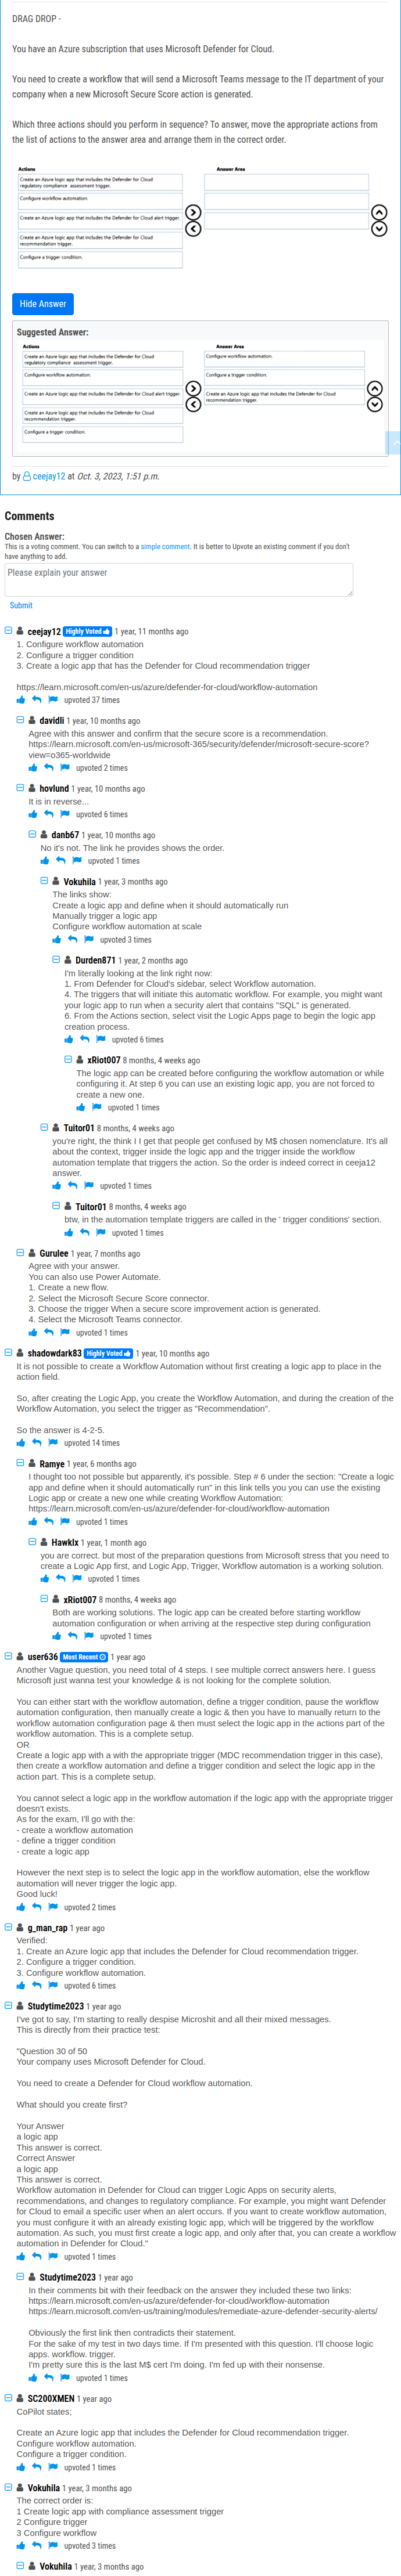 DRAG DROP -
You have an Azure subscription that uses Microsoft Defender for Cloud.
You need to create a workflow that will send a Microsoft Teams message to the IT department of your
company when a new Microsoft Secure Score action is generated.
Which three actions should you perform in sequence? To answer, move the appropriate actions from
the list of actions to the answer area and arrange them in the correct order.
Actions
Answer Area
Create an Azure logic app that includes the Defender for Cloud
regulatory compliance assessment trigger.
Configure workflow automation.
Create an Azure logic app that includes the Defender for Cloud alert trigger.
Create an Azure logic app that includes the Defender for Cloud
recommendation trigger.
Configure a trigger condition.
Hide Answer
Suggested Answer:
Actions
Answer Area
Create an Azure logic app that includes the Defender for Cloud
regulatory compliance assessment trigger.
Configure workflow automation.
Create an Azure logic app that includes the Defender for Cloud alert trigger.
Create an Azure logic app that includes the Defender for Cloud
recommendation trigger.
Configure a trigger condition.
Configure workflow automation.
Configure a trigger condition.
Create an Azure logic app that includes the Defender for Cloud
recommendation trigger.
by ceejay12 at Oct. 3, 2023, 1:51 p.m.
Comments
Chosen Answer:
This is a voting comment. You can switch to a simple comment. It is better to Upvote an existing comment if you don't
have anything to add.
Please explain your answer
Submit
ceejay12 Highly Voted 1 year, 11 months ago
1. Configure workflow automation
2. Configure a trigger condition
3. Create a logic app that has the Defender for Cloud recommendation trigger
https://learn.microsoft.com/en-us/azure/defender-for-cloud/workflow-automation
upvoted 37 times
davidli 1 year, 10 months ago
Agree with this answer and confirm that the secure score is a recommendation.
https://learn.microsoft.com/en-us/microsoft-365/security/defender/microsoft-secure-score?
view=o365-worldwide
upvoted 2 times
hovlund 1 year, 10 months ago
It is in reverse...
upvoted 6 times
danb67 1 year, 10 months ago
No it's not. The link he provides shows the order.
upvoted 1 times
Vokuhila 1 year, 3 months ago
The links show:
Create a logic app and define when it should automatically run
Manually trigger a logic app
Configure workflow automation at scale
upvoted 3 times
Durden871 1 year, 2 months ago
I'm literally looking at the link right now:
1. From Defender for Cloud's sidebar, select Workflow automation.
4. The triggers that will initiate this automatic workflow. For example, you might want
your logic app to run when a security alert that contains "SQL" is generated.
6. From the Actions section, select visit the Logic Apps page to begin the logic app
creation process.
upvoted 6 times
xRiot007 8 months, 4 weeks ago
The logic app can be created before configuring the workflow automation or while
configuring it. At step 6 you can use an existing logic app, you are not forced to
create a new one.
upvoted 1 times
Tuitor01 8 months, 4 weeks ago
you're right, the think I I get that people get confused by M$ chosen nomenclature. It's all
about the context, trigger inside the logic app and the trigger inside the workflow
automation template that triggers the action. So the order is indeed correct in ceeja12
answer.
upvoted 1 times
Tuitor01 8 months, 4 weeks ago
btw, in the automation template triggers are called in the ' trigger conditions' section.
upvoted 1 times
Gurulee 1 year, 7 months ago
Agree with your answer.
You can also use Power Automate.
1. Create a new flow.
2. Select the Microsoft Secure Score connector.
3. Choose the trigger When a secure score improvement action is generated.
4. Select the Microsoft Teams connector.
upvoted 1 times
shadowdark83 Highly Voted 1 year, 10 months ago
It is not possible to create a Workflow Automation without first creating a logic app to place in the
action field.
So, after creating the Logic App, you create the Workflow Automation, and during the creation of the
Workflow Automation, you select the trigger as "Recommendation".
So the answer is 4-2-5.
upvoted 14 times
Ramye 1 year, 6 months ago
I thought too not possible but apparently, it's possible. Step # 6 under the section: "Create a logic
app and define when it should automatically run" in this link tells you you can use the existing
Logic app or create a new one while creating Workflow Automation:
https://learn.microsoft.com/en-us/azure/defender-for-cloud/workflow-automation
upvoted 1 times
Hawklx 1 year, 1 month ago
you are correct. but most of the preparation questions from Microsoft stress that you need to
create a Logic App first, and Logic App, Trigger, Workflow automation is a working solution.
upvoted 1 times
xRiot007 8 months, 4 weeks ago
Both are working solutions. The logic app can be created before starting workflow
automation configuration or when arriving at the respective step during configuration
upvoted 1 times
user636 Most Recent 1 year ago
Another Vague question, you need total of 4 steps. I see multiple correct answers here. I guess
Microsoft just wanna test your knowledge & is not looking for the complete solution.
You can either start with the workflow automation, define a trigger condition, pause the workflow
automation configuration, then manually create a logic & then you have to manually return to the
workflow automation configuration page & then must select the logic app in the actions part of the
workflow automation. This is a complete setup.
OR
Create a logic app with a with the appropriate trigger (MDC recommendation trigger in this case),
then create a workflow automation and define a trigger condition and select the logic app in the
action part. This is a complete setup.
You cannot select a logic app in the workflow automation if the logic app with the appropriate trigger
doesn't exists.
As for the exam, I'll go with the:
- create a workflow automation
- define a trigger condition
- create a logic app
However the next step is to select the logic app in the workflow automation, else the workflow
automation will never trigger the logic app.
Good luck!
upvoted 2 times
g_man_rap 1 year ago
Verified:
1. Create an Azure logic app that includes the Defender for Cloud recommendation trigger.
2. Configure a trigger condition.
3. Configure workflow automation.
upvoted 6 times
Studytime2023 1 year ago
I've got to say, I'm starting to really despise Microshit and all their mixed messages.
This is directly from their practice test:
"Question 30 of 50
Your company uses Microsoft Defender for Cloud.
You need to create a Defender for Cloud workflow automation.
What should you create first?
Your Answer
a logic app
This answer is correct.
Correct Answer
a logic app
This answer is correct.
Workflow automation in Defender for Cloud can trigger Logic Apps on security alerts,
recommendations, and changes to regulatory compliance. For example, you might want Defender
for Cloud to email a specific user when an alert occurs. If you want to create workflow automation,
you must configure it with an already existing logic app, which will be triggered by the workflow
automation. As such, you must first create a logic app, and only after that, you can create a workflow
automation in Defender for Cloud."
upvoted 1 times
Studytime2023 1 year ago
In their comments bit with their feedback on the answer they included these two links:
https://learn.microsoft.com/en-us/azure/defender-for-cloud/workflow-automation
https://learn.microsoft.com/en-us/training/modules/remediate-azure-defender-security-alerts/
Obviously the first link then contradicts their statement.
For the sake of my test in two days time. If I'm presented with this question. I'll choose logic
apps. workflow. trigger.
I'm pretty sure this is the last M$ cert I'm doing. I'm fed up with their nonsense.
upvoted 1 times
SC200XMEN 1 year ago
CoPilot states;
Create an Azure logic app that includes the Defender for Cloud recommendation trigger.
Configure workflow automation.
Configure a trigger condition.
upvoted 1 times
Vokuhila 1 year, 3 months ago
The correct order is:
1 Create logic app with compliance assessment trigger
2 Configure trigger
3 Configure workflow
upvoted 3 times
Vokuhila 1 year, 3 months ago